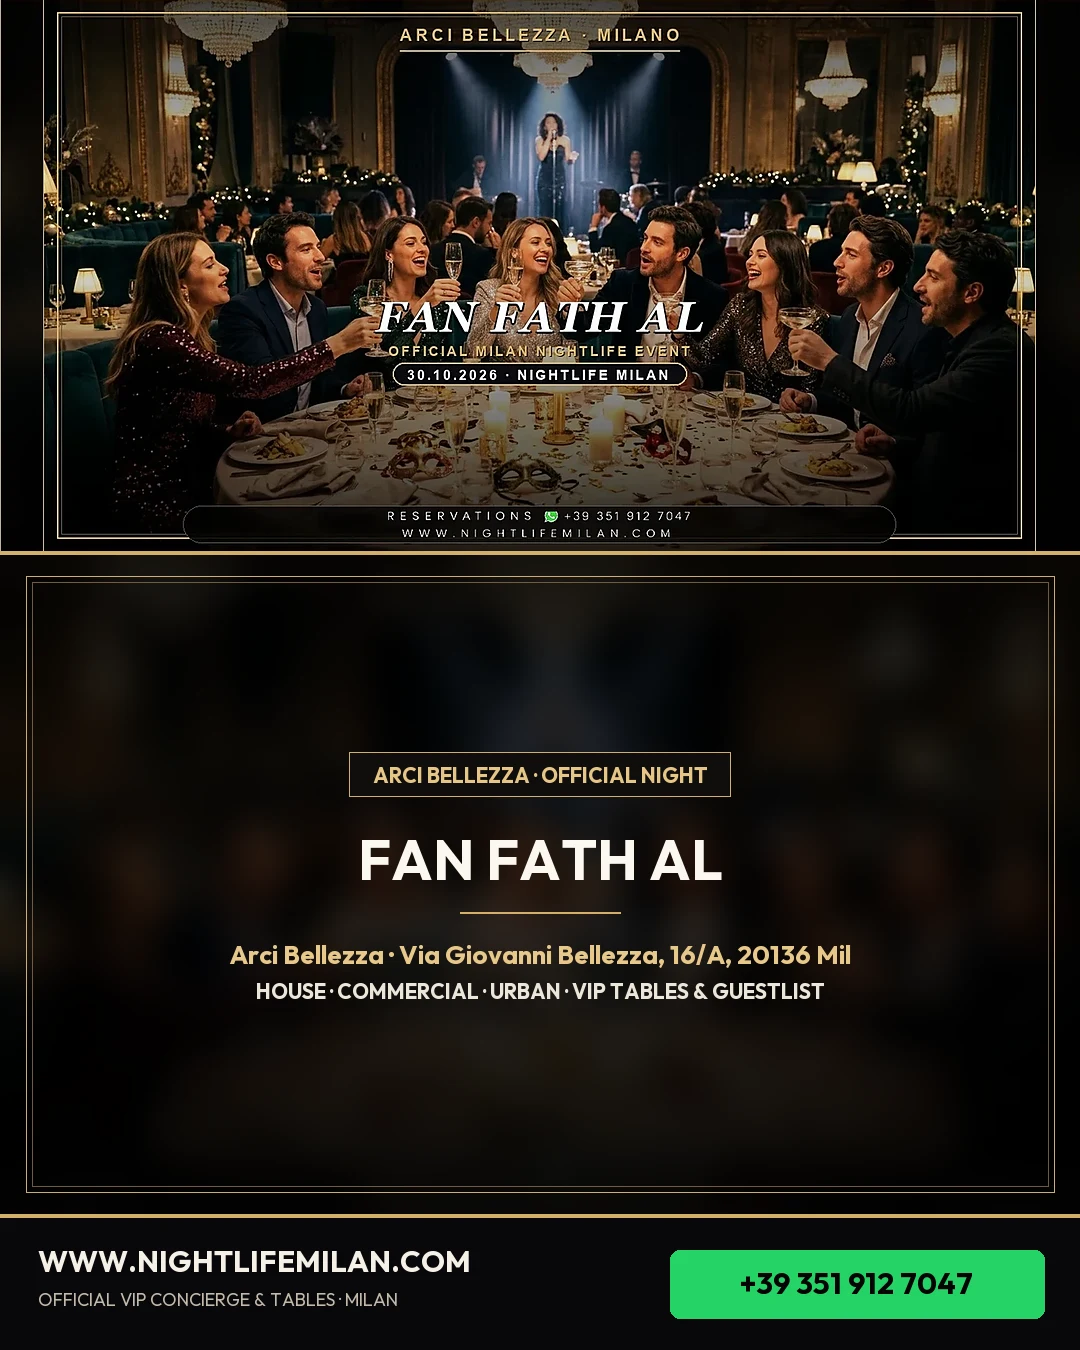 ARCI BELLEZZA · MILANO
FAN FATH AL
OFFICIAL MILAN NIGHTLIFE EVENT
30.10.2026 · NIGHTLIFE MILAN
RESERVATIONS +39 351 912 7047
WWW.NIGHTLIFEMILAN.COM
ARCI BELLEZZA · OFFICIAL NIGHT
FAN FATH AL
Arci Bellezza · Via Giovanni Bellezza, 16/A, 20136 Mil
HOUSE · COMMERCIAL · URBAN · VIP TABLES & GUESTLIST
WWW.NIGHTLIFEMILAN.COM
OFFICIAL VIP CONCIERGE & TABLES · MILAN
+39 351 912 7047